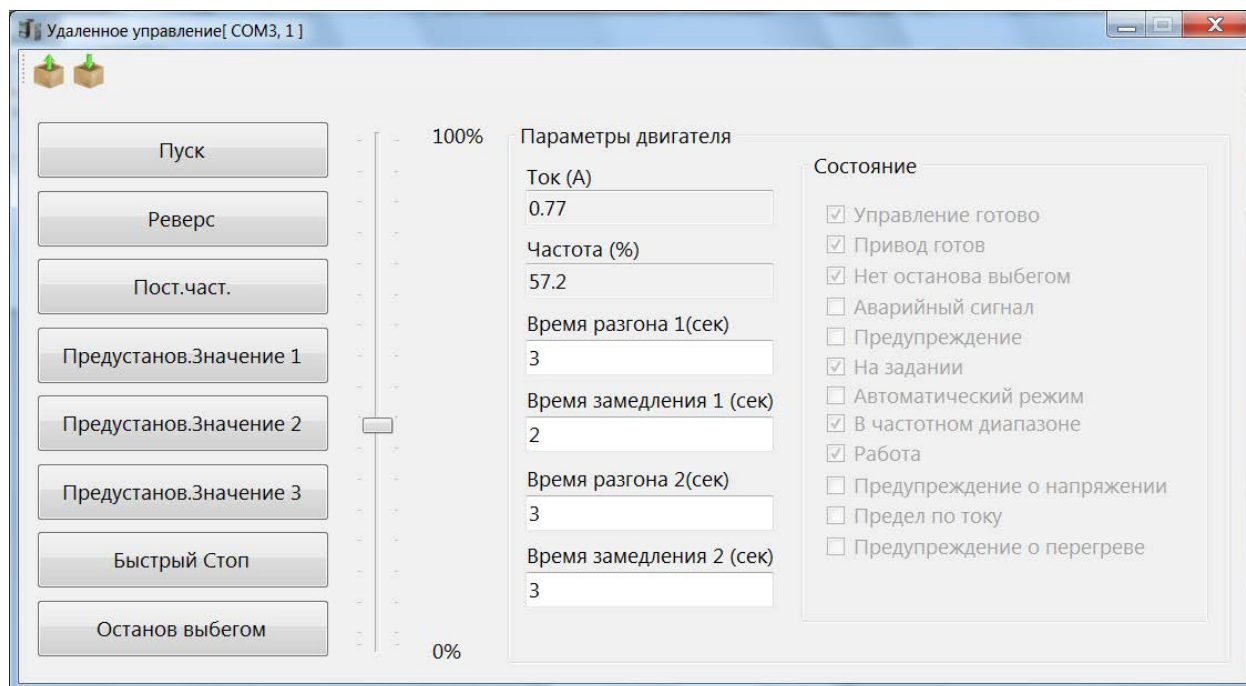 Удаленное управление[ COM3, 1 ]
Пуск
Реверс
Пост.част.
Предустанов.Значение 1
Предустанов.Значение 2
Предустанов.Значение 3
Быстрый Стоп
Останов выбегом
100%
0%
Параметры двигателя
Ток (А)
0.77
Частота (%)
57.2
Время разгона 1(сек)
3
Время замедления 1 (сек)
2
Время разгона 2(сек)
3
Время замедления 2 (сек)
3
Состояние
Управление готово
Привод готов
Нет останова выбегом
Аварийный сигнал
Предупреждение
На задании
Автоматический режим
В частотном диапазоне
Работа
Предупреждение о напряжении
Предел по току
Предупреждение о перегреве